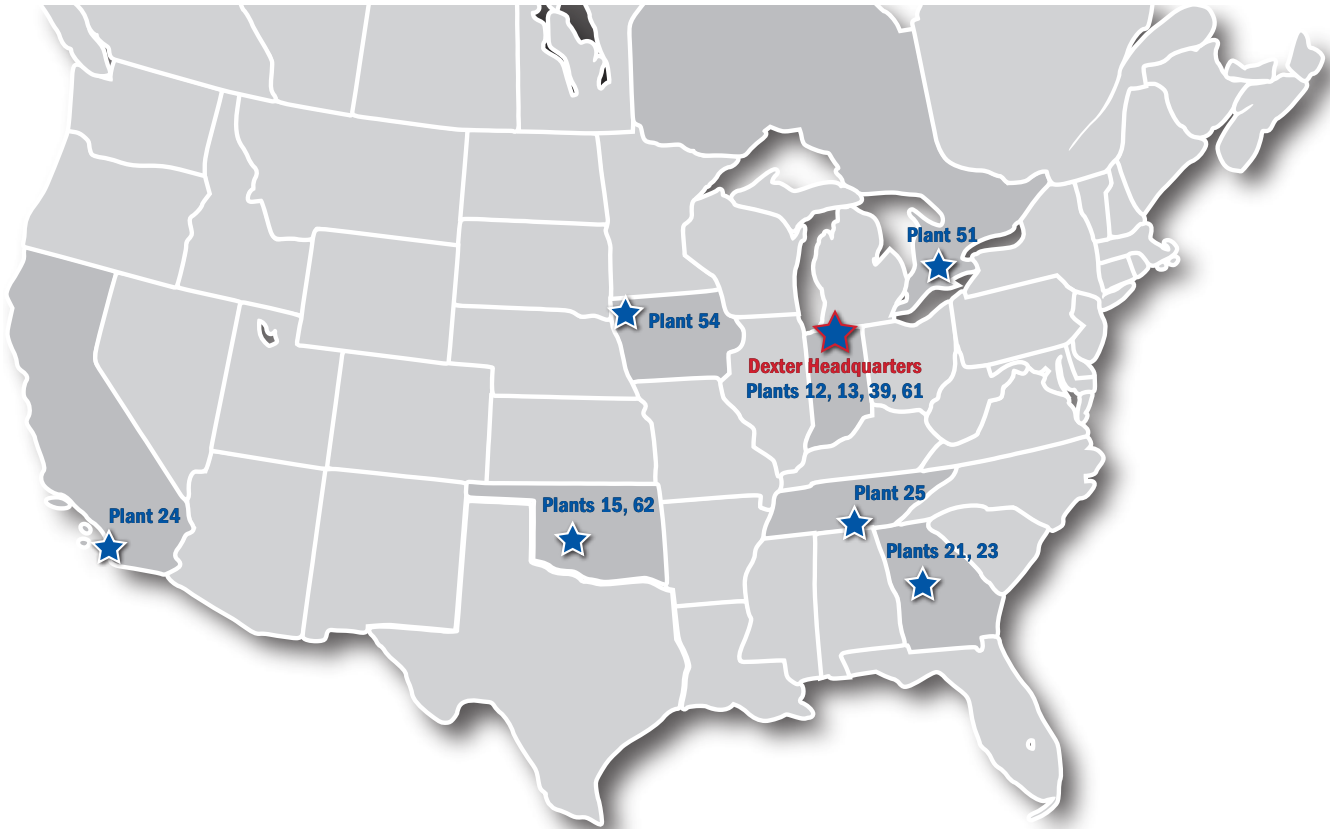 Plant 51
Plant 54
Dexter Headquarters
Plants 12, 13, 39, 61
Plant 25
Plants 15, 62
Plant 24
Plants 21, 23